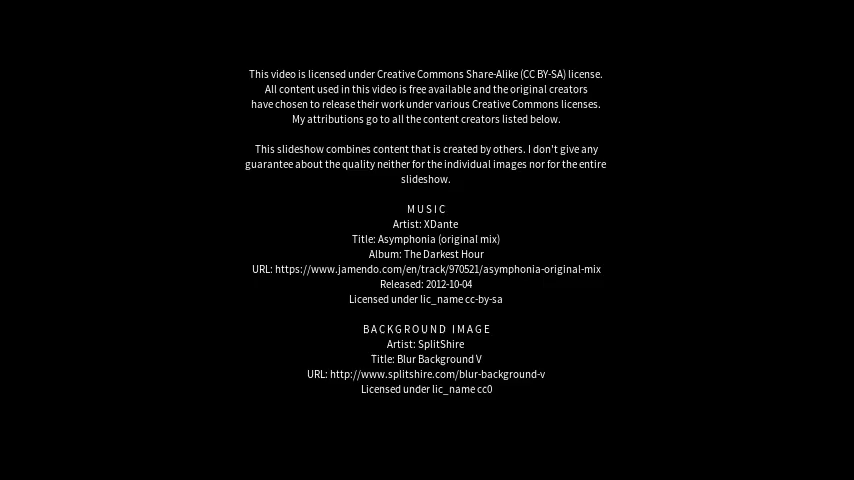 This video is licensed under Creative Commons Share-Alike (CC BY-SA) license.
All content used in this video is free available and the original creators
have chosen to release their work under various Creative Commons licenses.
My attributions go to all the content creators listed below.
This slideshow combines content that is created by others. I don't give any
guarantee about the quality neither for the individual images nor for the entire
slideshow.
MUSIC
Artist: XDante
Title: Asymphonia (original mix)
Album: The Darkest Hour
URL: https://www.jamendo.com/en/track/970521/asymphonia-original-mix
Released: 2012-10-04
Licensed under lic_name cc-by-sa
BACKGROUND IMAGE
Artist: SplitShire
Title: Blur Background V
URL: http://www.splitshire.com/blur-background-v
Licensed under lic_name cc0